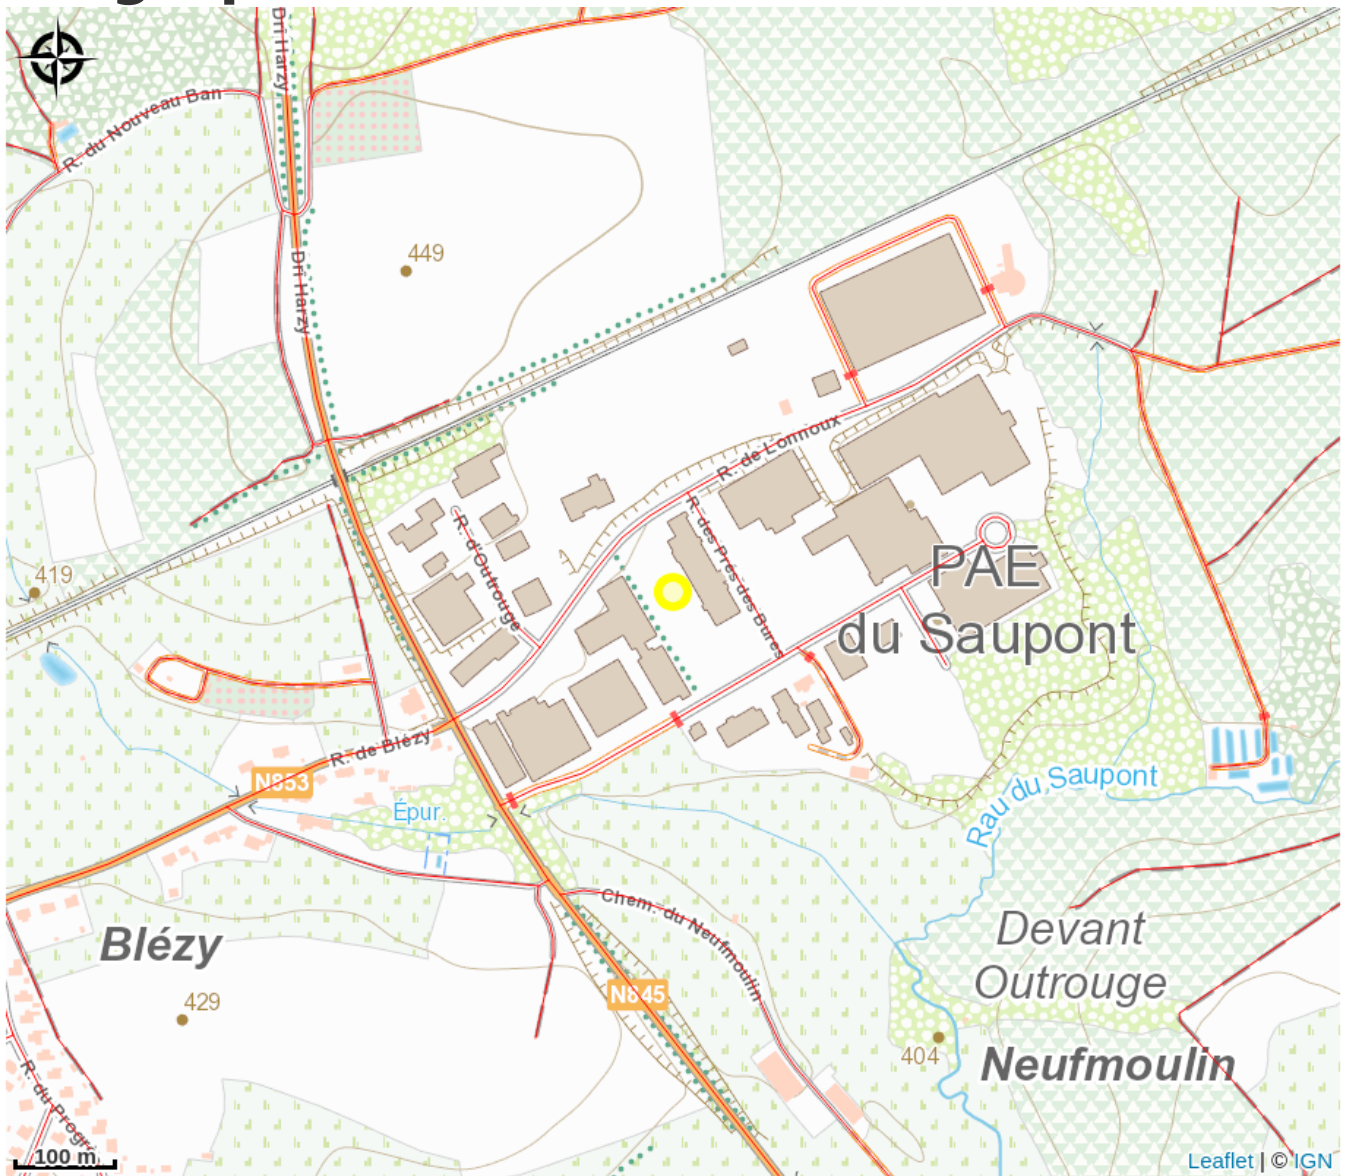 Dri Harzy
R. du Nouveau Ban
449
Dri Harzy
R. de Lonnoux
R. des Prés des Bures
R. d'Outrouge
419
PAE
du Saupont
R. de Blézy
N853
Épur.
Rau du Saupont
Chem. du Neufmoulin
Blézy
Devant
Outrouge
N845
429
404
Neufmoulin
R. du Progrès
100 m
Leaflet | © IGN